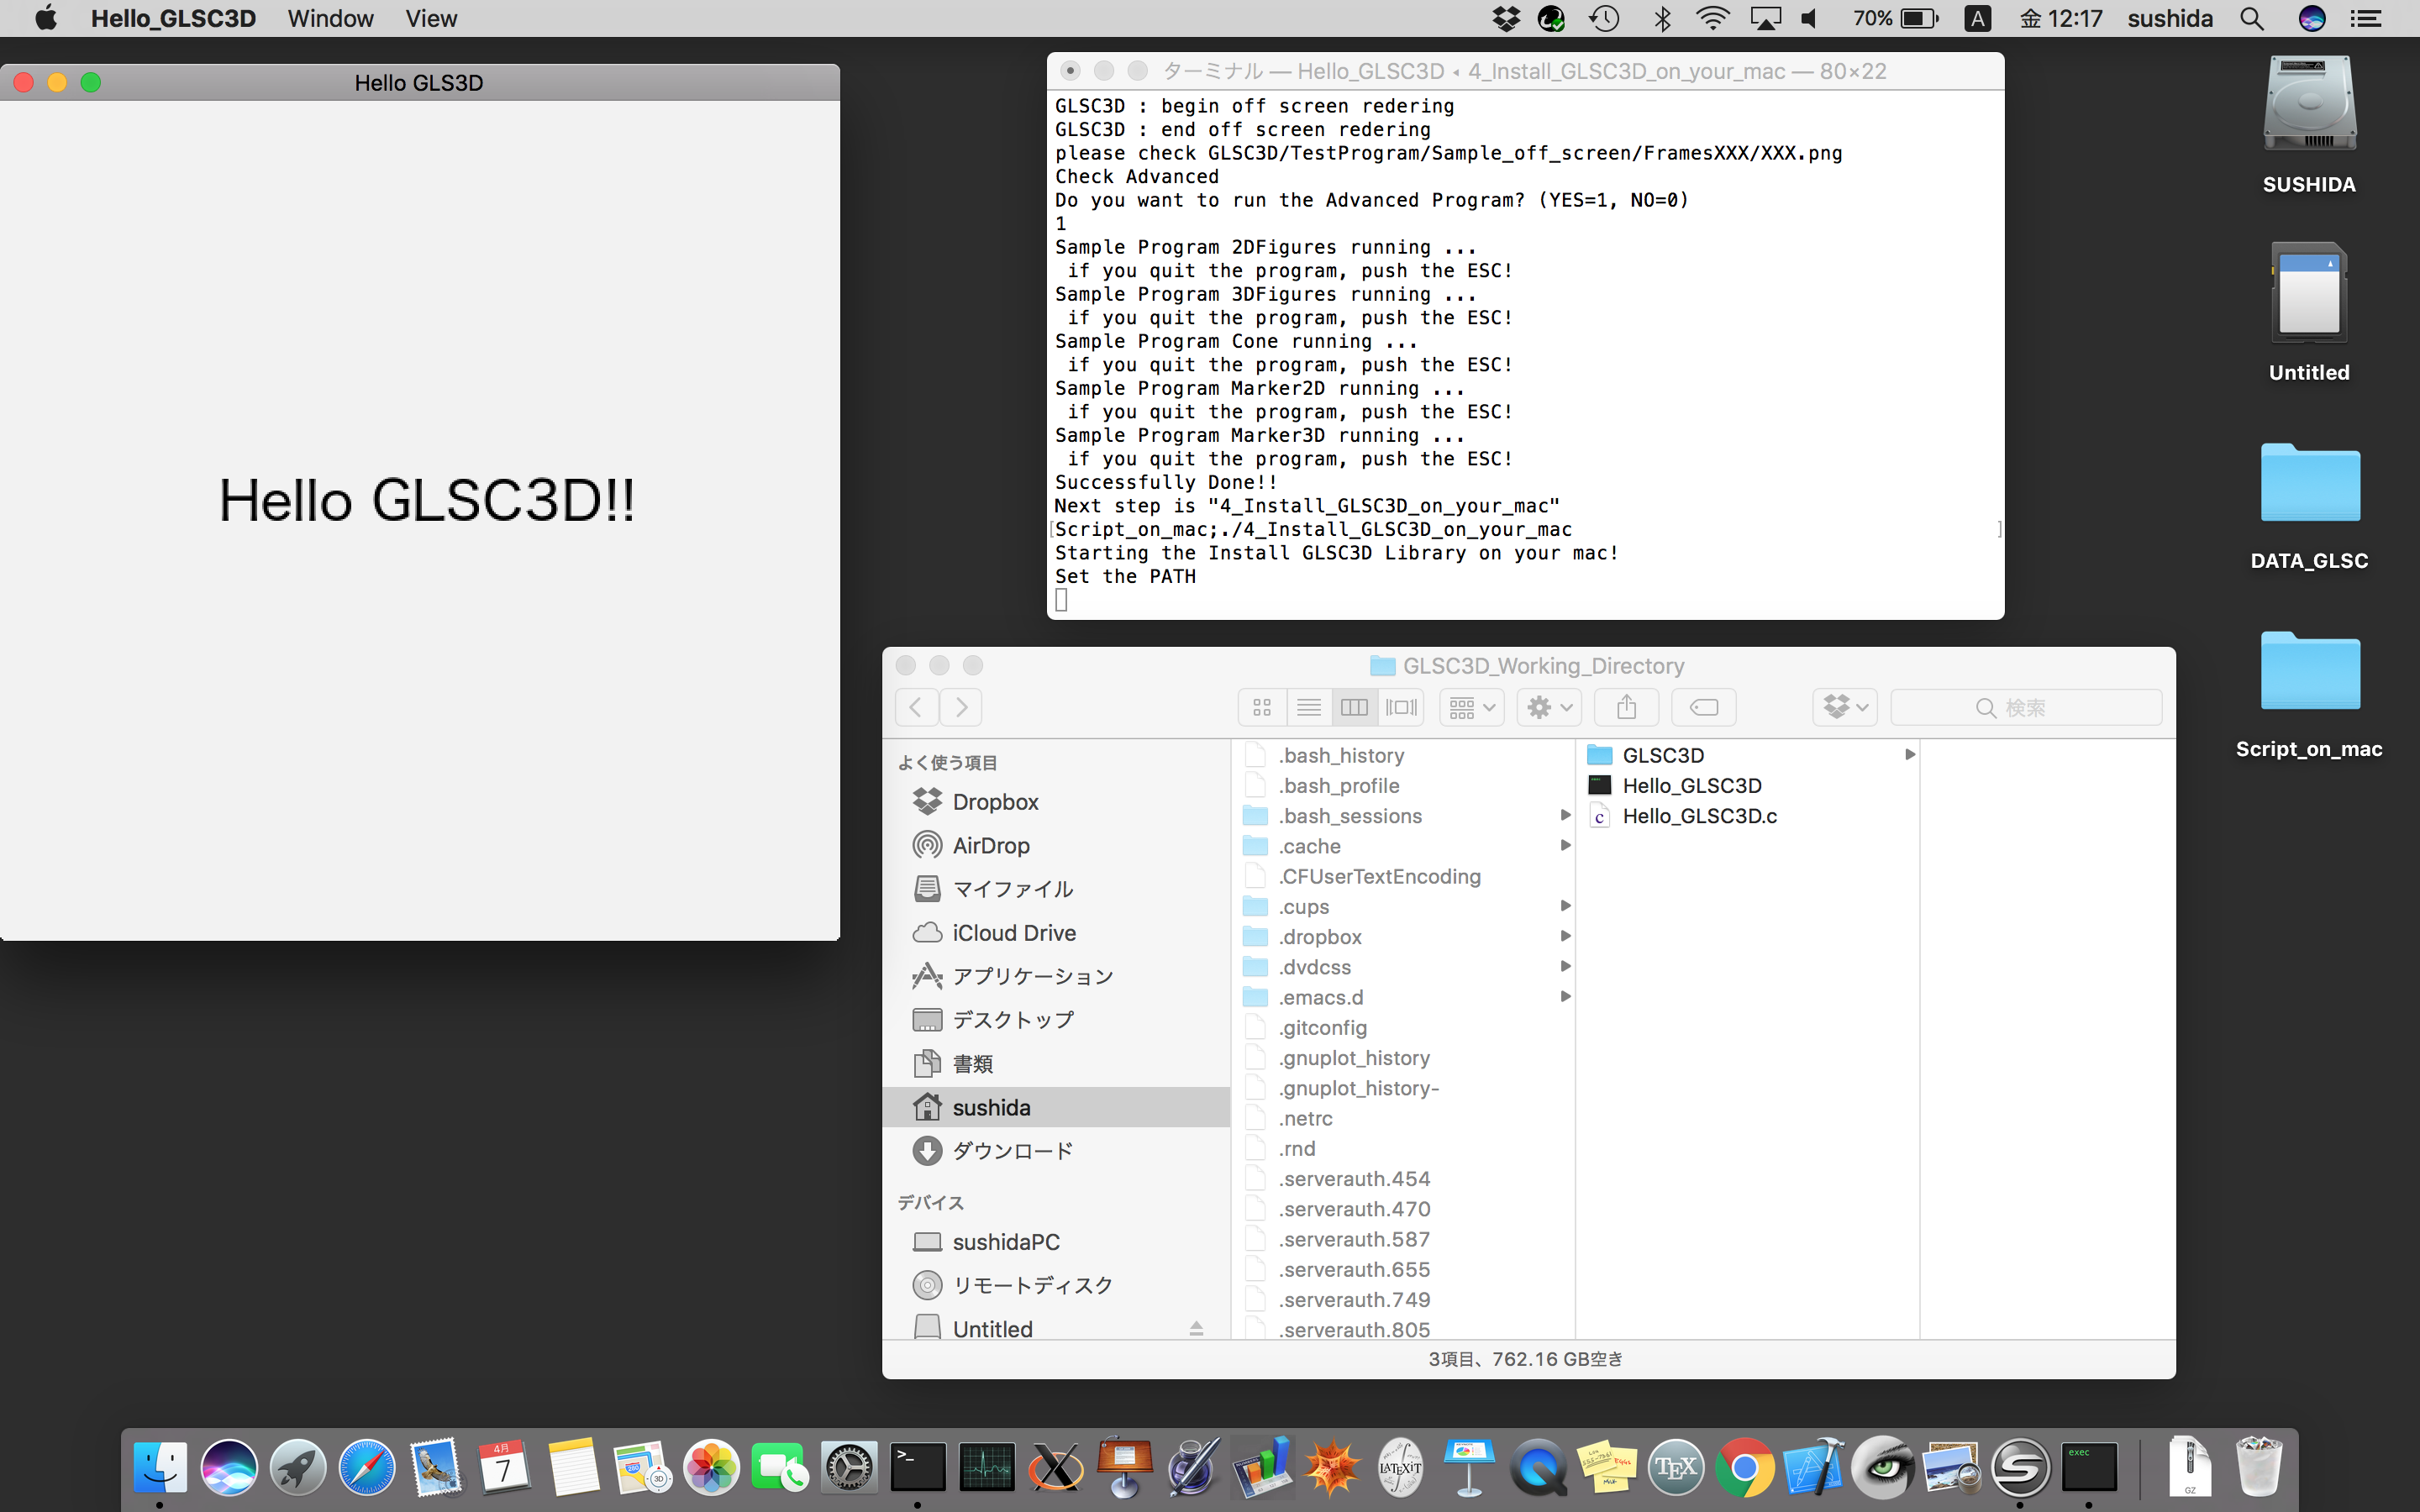 Hello_GLSC3D Window View
70% A 金 12:17 sushida
Hello GLS3D
Hello GLSC3D!!
ターミナル — Hello_GLSC3D ◂ 4_Install_GLSC3D_on_your_mac — 80×22
GLSC3D : begin off screen redering
GLSC3D : end off screen redering
please check GLSC3D/TestProgram/Sample_off_screen/FramesXXX/XXX.png
Check Advanced
Do you want to run the Advanced Program? (YES=1, NO=0)
1
Sample Program 2DFigures running ...
if you quit the program, push the ESC!
Sample Program 3DFigures running ...
if you quit the program, push the ESC!
Sample Program Cone running ...
if you quit the program, push the ESC!
Sample Program Marker2D running ...
if you quit the program, push the ESC!
Sample Program Marker3D running ...
if you quit the program, push the ESC!
Successfully Done!!
Next step is "4_Install_GLSC3D_on_your_mac"
[Script_on_mac;./4_Install_GLSC3D_on_your_mac ]
Starting the Install GLSC3D Library on your mac!
Set the PATH
SUSHIDA
Untitled
DATA_GLSC
Script_on_mac
GLSC3D_Working_Directory
検索
よく使う項目
Dropbox
AirDrop
マイファイル
iCloud Drive
アプリケーション
デスクトップ
書類
sushida
ダウンロード
デバイス
sushidaPC
リモートディスク
Untitled
.bash_history
.bash_profile
.bash_sessions
.cache
.CFUserTextEncoding
.cups
.dropbox
.dvdcss
.emacs.d
.gitconfig
.gnuplot_history
.gnuplot_history-
.netrc
.rnd
.serverauth.454
.serverauth.470
.serverauth.587
.serverauth.655
.serverauth.749
.serverauth.805
GLSC3D
Hello_GLSC3D
Hello_GLSC3D.c
3項目、762.16 GB空き
4月
7
3D
>_
LATEXiT
TEX
exec
GZ